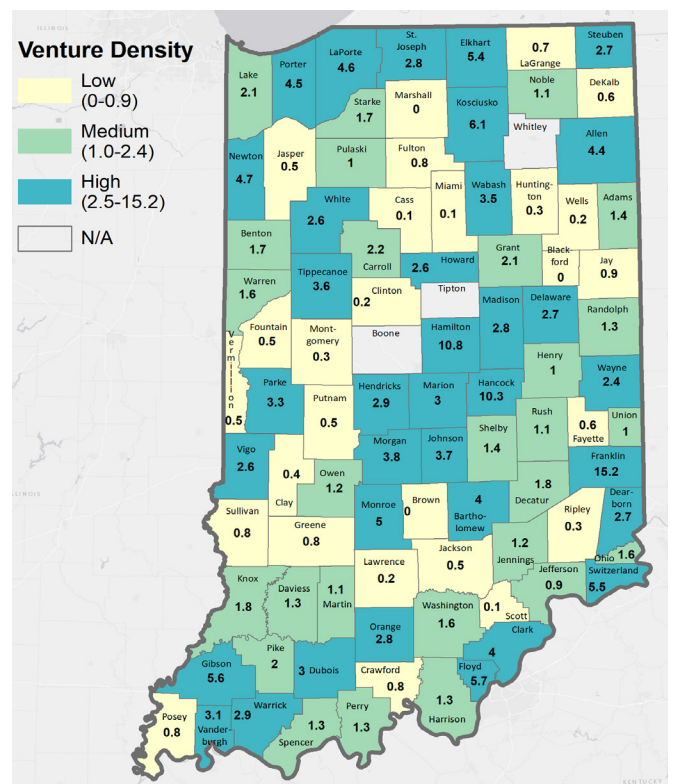 ILLINOIS
Venture Density
Low
(0-0.9)
Medium
(1.0-2.4)
High
(2.5-15.2)
N/A
Lake
2.1
Porter
4.5
LaPorte
4.6
St.
Joseph
2.8
Elkhart
5.4
0.7
LaGrange
Steuben
2.7
Noble
1.1
DeKalb
0.6
Starke
1.7
Marshall
0
Kosciusko
6.1
Whitley
Allen
4.4
Newton
4.7
Jasper
0.5
Pulaski
1
Fulton
0.8
White
2.6
Cass
0.1
Miami
0.1
Wabash
3.5
Hunting-
ton
0.3
Wells
0.2
Adams
1.4
Benton
1.7
2.2
Carroll
2.6
Howard
Grant
2.1
Black-
ford
0
Jay
0.9
Warren
1.6
Tippecanoe
3.6
Clinton
0.2
Tipton
Madison
2.8
Delaware
2.7
Randolph
1.3
Fountain
0.5
Mont-
gomery
0.3
Boone
Hamilton
10.8
Henry
1
Wayne
2.4
Vermillion
0.5
Parke
3.3
Putnam
0.5
Hendricks
2.9
Marion
3
Hancock
10.3
Rush
1.1
0.6
Fayette
Union
1
Vigo
2.6
0.4
Clay
Owen
1.2
Morgan
3.8
Johnson
3.7
Shelby
1.4
1.8
Decatur
Franklin
15.2
Sullivan
0.8
Greene
0.8
Monroe
5
Brown
0
4
Bartho-
lomew
1.2
Jennings
Ripley
0.3
Dear-
born
2.7
Ohio
1.6
Knox
1.8
Daviess
1.3
1.1
Martin
Lawrence
0.2
Jackson
0.5
Jefferson
0.9
Switzerland
5.5
Orange
2.8
Washington
1.6
0.1
Scott
Clark
4
Gibson
5.6
Pike
2
3
Dubois
Crawford
0.8
Floyd
5.7
1.3
Harrison
Posey
0.8
3.1
Vander-
burgh
Warrick
2.9
1.3
Spencer
Perry
1.3
KENTUCKY